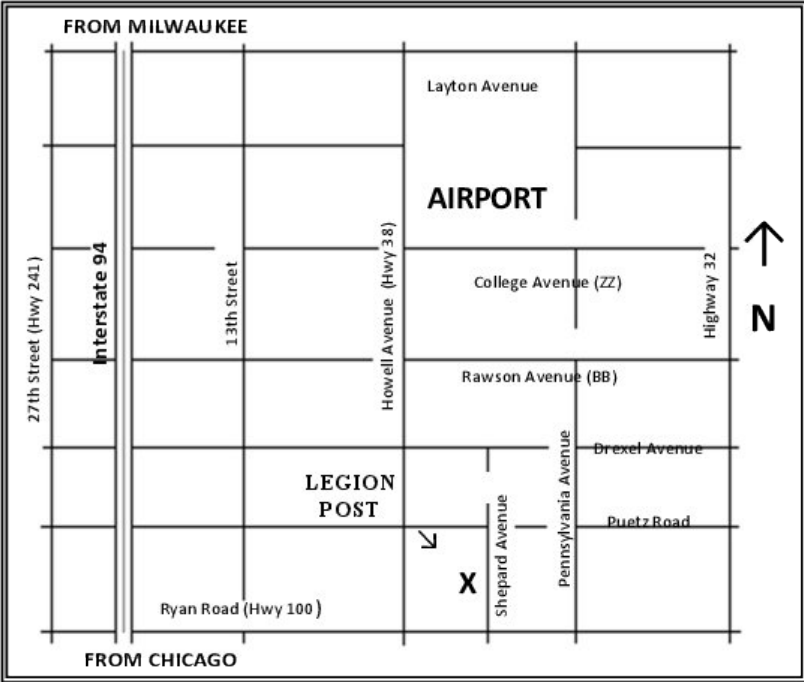 FROM MILWAUKEE
Layton Avenue
AIRPORT
27th Street (Hwy 241)
Interstate 94
13th Street
Howell Avenue (Hwy 38)
College Avenue (ZZ)
Highway 32
N
Rawson Avenue (BB)
Drexel Avenue
LEGION
POST
Puetz Road
Shepard Avenue
Pennsylvania Avenue
X
Ryan Road (Hwy 100)
FROM CHICAGO